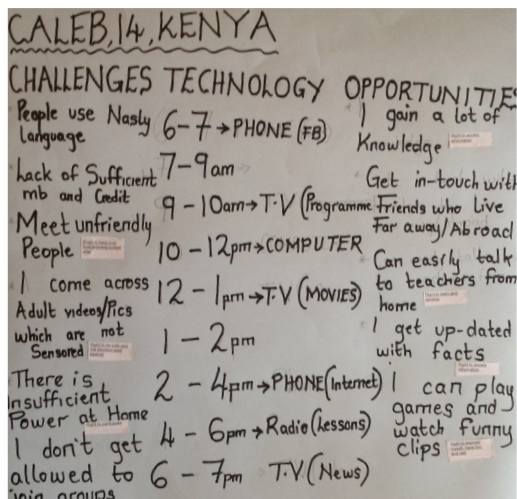 CALEB, 14, KENYA
CHALLENGES
People use Nasly
language
Lack of Sufficient
mb and Credit
Meet unfriendly
People
I come across
Adult videos/Pics
which are not
Sensored
There is
Insufficient
Power at Home
I don't get
allowed to
join groups
TECHNOLOGY
6-7 → PHONE (FB)
7-9am
9 - 10am → T.V (Programme
10 - 12pm → COMPUTER
12 - 1pm → T.V (MOVIES)
1 - 2pm
2 - 4pm → PHONE (Internet)
4 - 6pm → Radio (Lessons)
6 - 7pm T.V (News)
OPPORTUNITIES
I gain a lot of
Knowledge
Get in-touch with
Friends who live
Far away/Abroad
Can easily talk
to teachers from
home
I get up-dated
with facts
I can play
games and
watch funny
clips